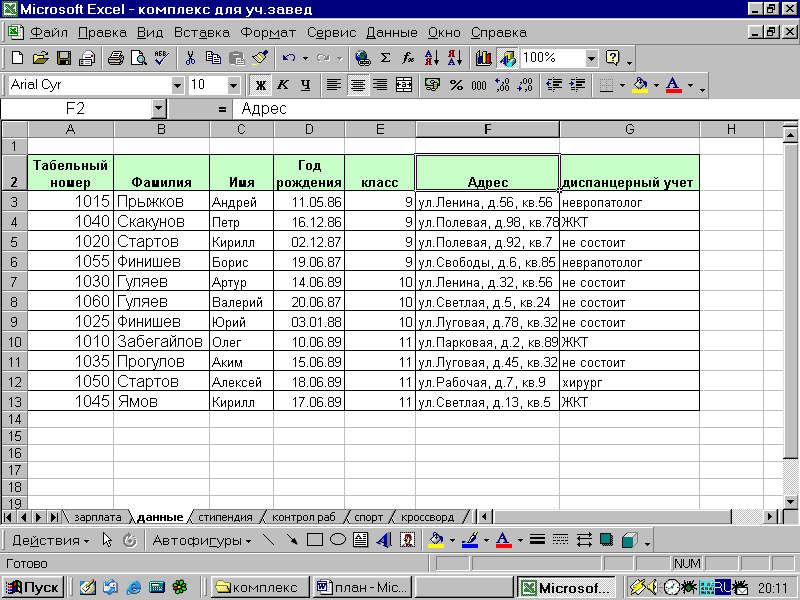 Microsoft Excel - комплекс для уч.завед
Файл Правка Вид Вставка Формат Сервис Данные Окно Справка
100%
Arial Cyr 10 Ж К Ч % 000
F2 = Адрес
A B C D E F G H
1
2 Табельный номер Фамилия Имя Год рождения класс Адрес диспанцерный учет
3 1015 Прыжков Андрей 11.05.86 9 ул.Ленина, д.56, кв.56 невропатолог
4 1040 Скакунов Петр 16.12.86 9 ул.Полевая, д.98, кв.78 ЖКТ
5 1020 Стартов Кирилл 02.12.87 9 ул.Полевая, д.92, кв.7 не состоит
6 1055 Финишев Борис 19.06.87 9 ул.Свободы, д.6, кв.85 неврапотолог
7 1030 Гуляев Артур 14.06.89 10 ул.Ленина, д.32, кв.56 не состоит
8 1060 Гуляев Валерий 20.06.87 10 ул.Светлая, д.5, кв.24 не состоит
9 1025 Финишев Юрий 03.01.88 10 ул.Луговая, д.78, кв.32 не состоит
10 1010 Забегайлов Олег 10.06.89 11 ул.Парковая, д.2, кв.89 ЖКТ
11 1035 Прогулов Аким 15.06.89 11 ул.Луговая, д.45, кв.32 не состоит
12 1050 Стартов Алексей 18.06.89 11 ул.Рабочая, д.7, кв.9 хирург
13 1045 Ямов Кирилл 17.06.89 11 ул.Светлая, д.13, кв.5 ЖКТ
14
15
16
17
18
19
зарплата данные стипендия контрол раб спорт кроссворд
Действия Автофигуры
Готово NUM
Пуск комплекс план - Mic... Microsof... RU 20:11